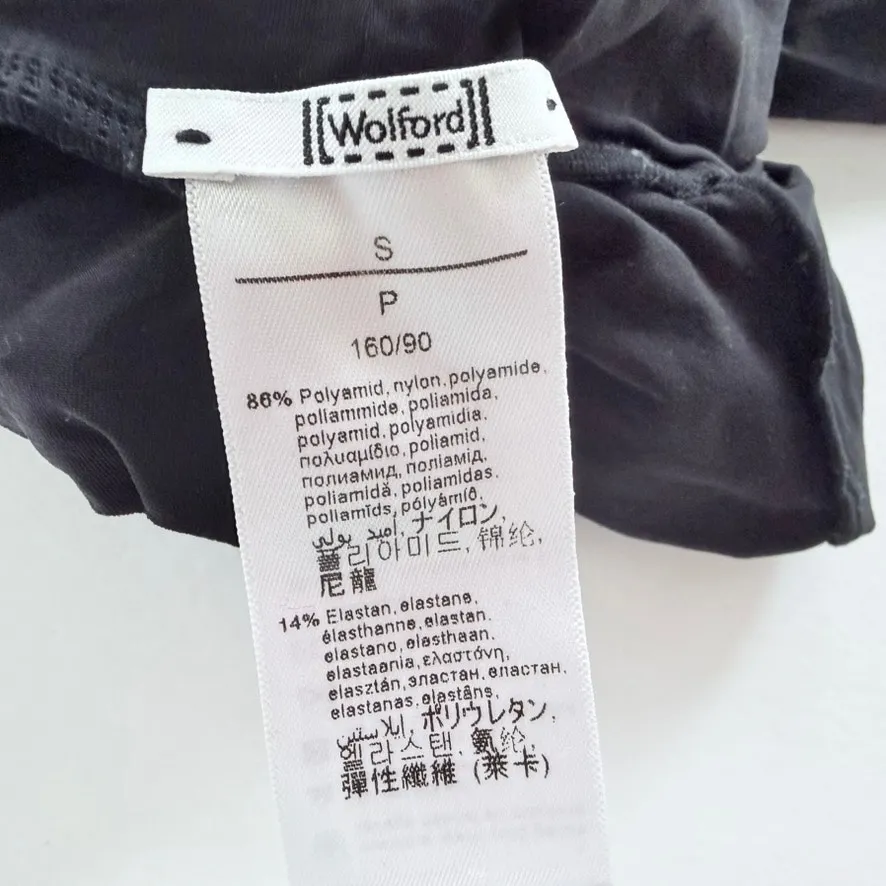 Wolford
S
P
160/90
86% Polyamid, nylon, polyamide,
poliammide, poliamida,
polyamid, polyamidia.
πολυαμίδιο, poliamid,
полиамид, поліамід,
poliamidă, poliamidas.
poliamīds, pólyámíð,
ナイロン,
폴리아미드, 锦纶,
尼龍
14% Elastan, elastane,
élasthanne, elastan.
elastano, elasthaan.
elastaania, ελαστάνη,
elasztán, эластан, еластан,
elastanas, elastāns,
ポリウレタン,
엘라스텐, 氨纶,
彈性纖維 (萊卡)